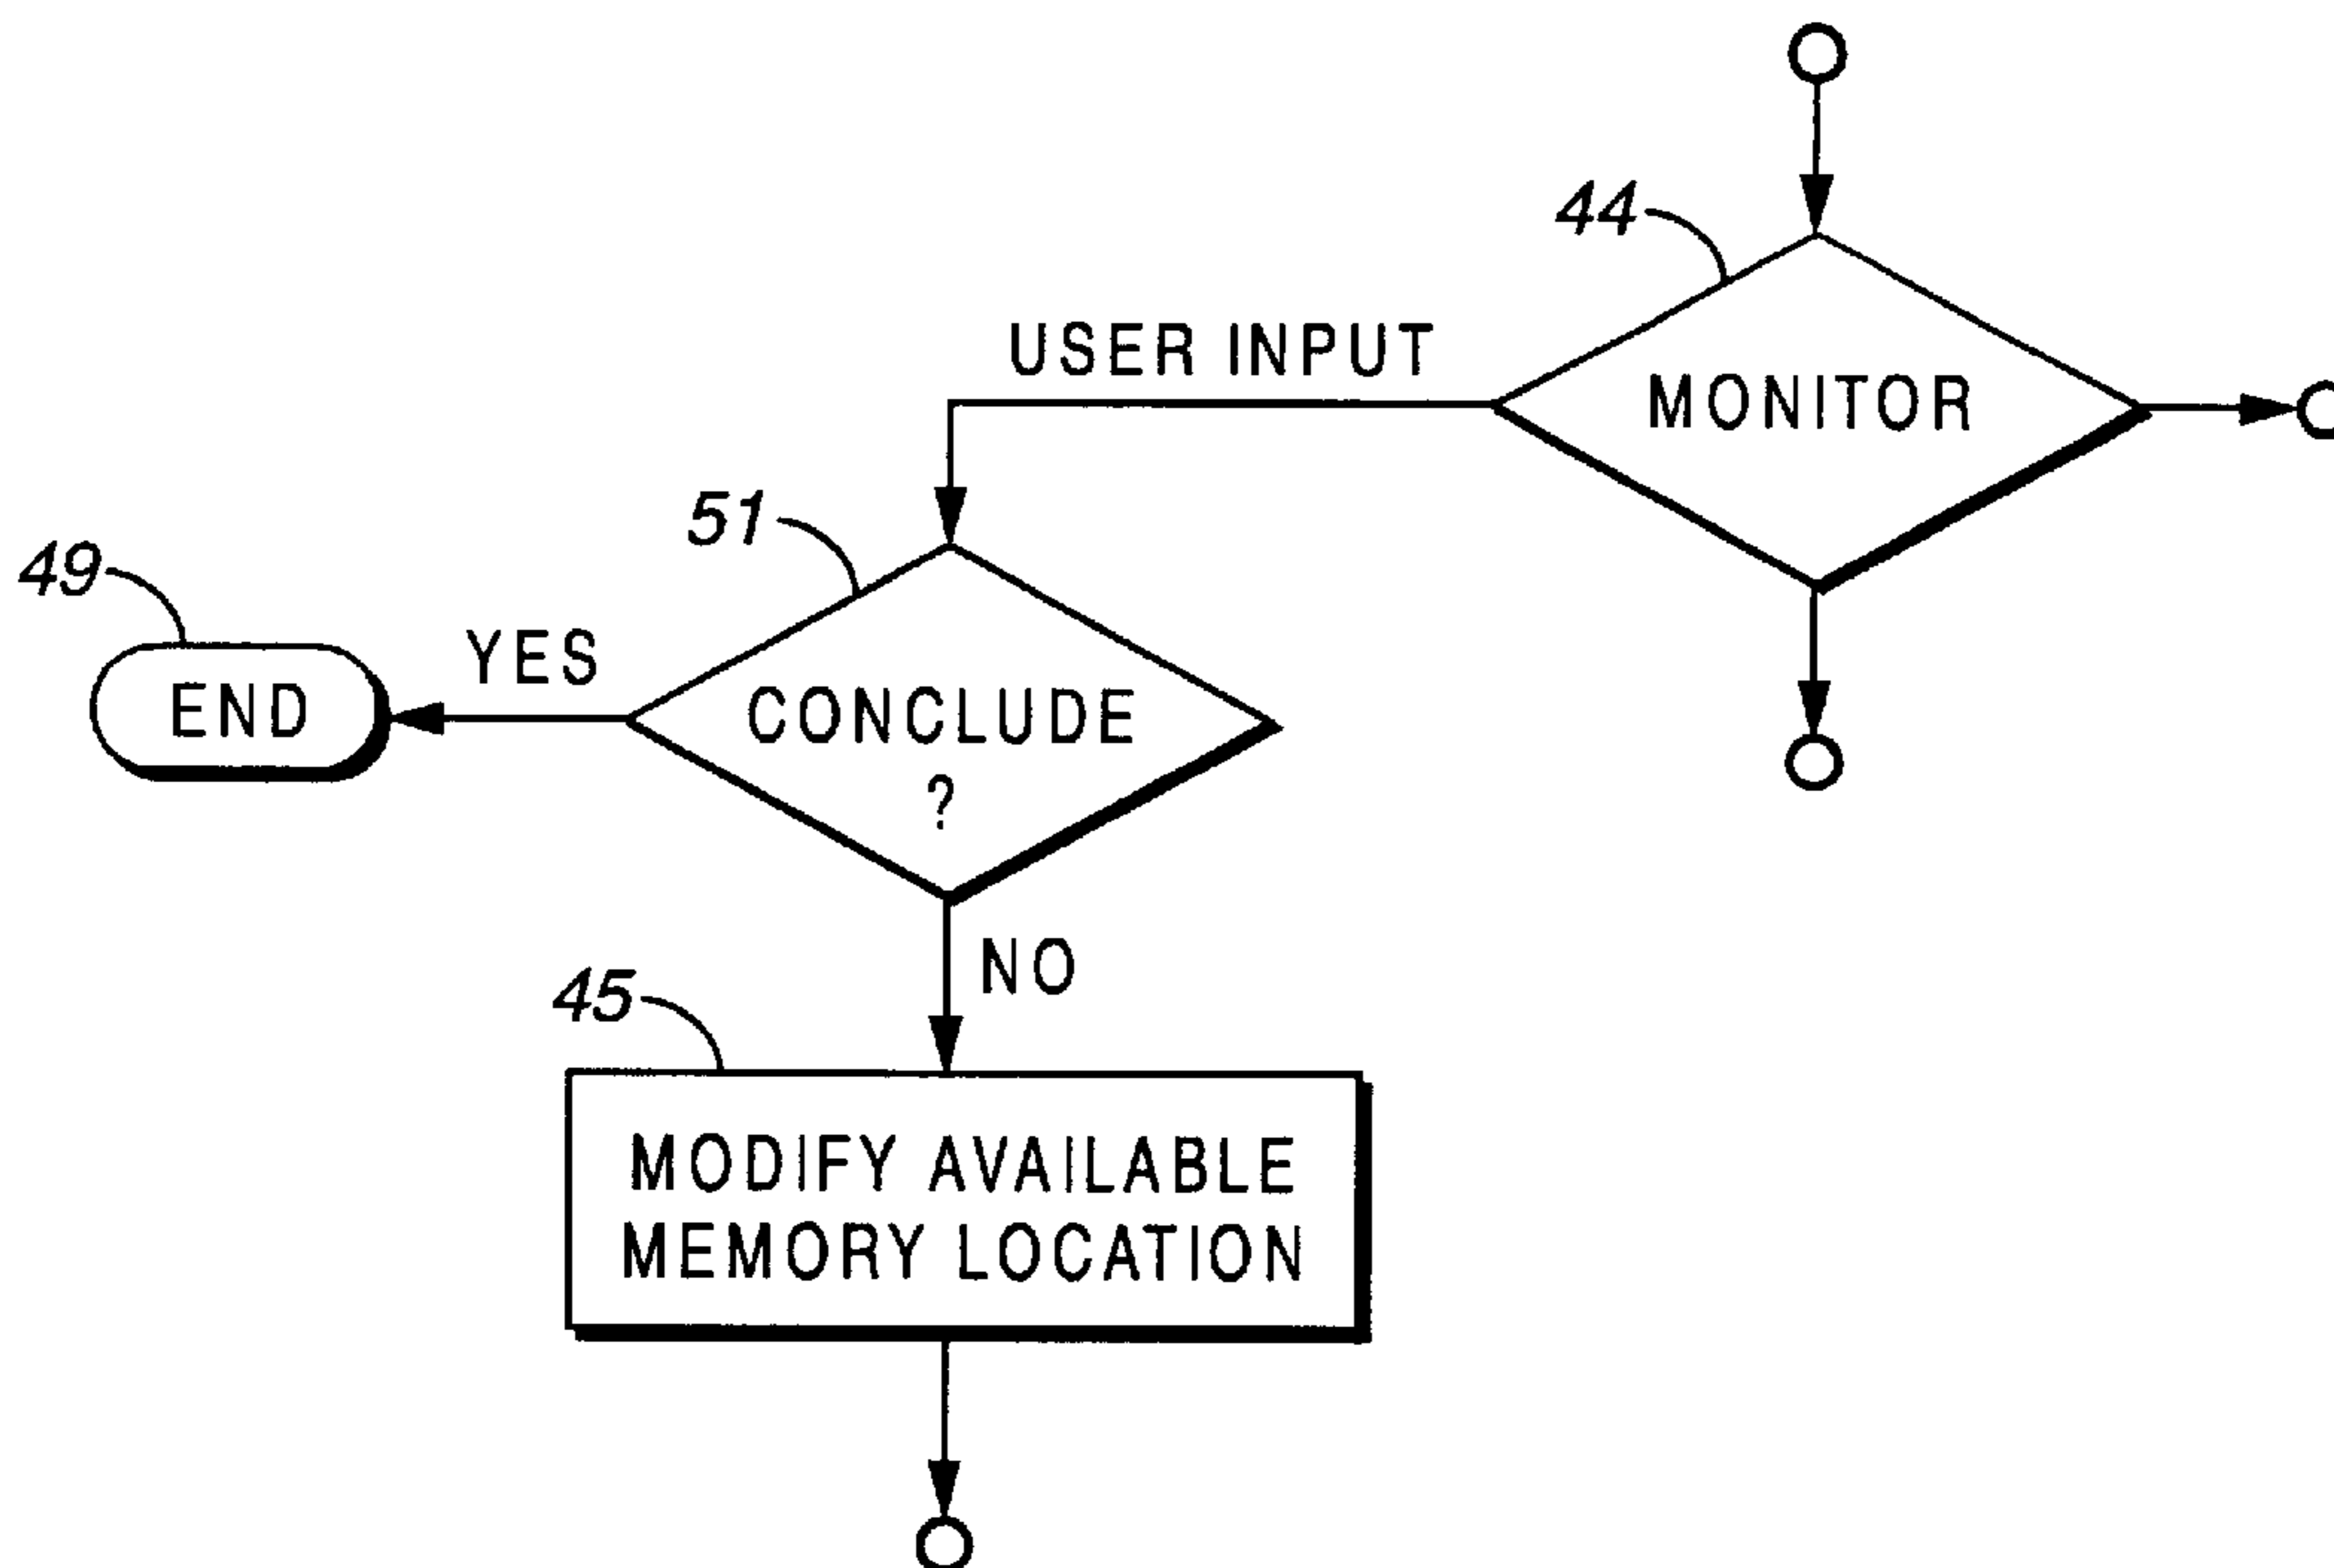 44
USER INPUT
MONITOR
51
49
YES
END
CONCLUDE
?
NO
45
MODIFY AVAILABLE
MEMORY LOCATION